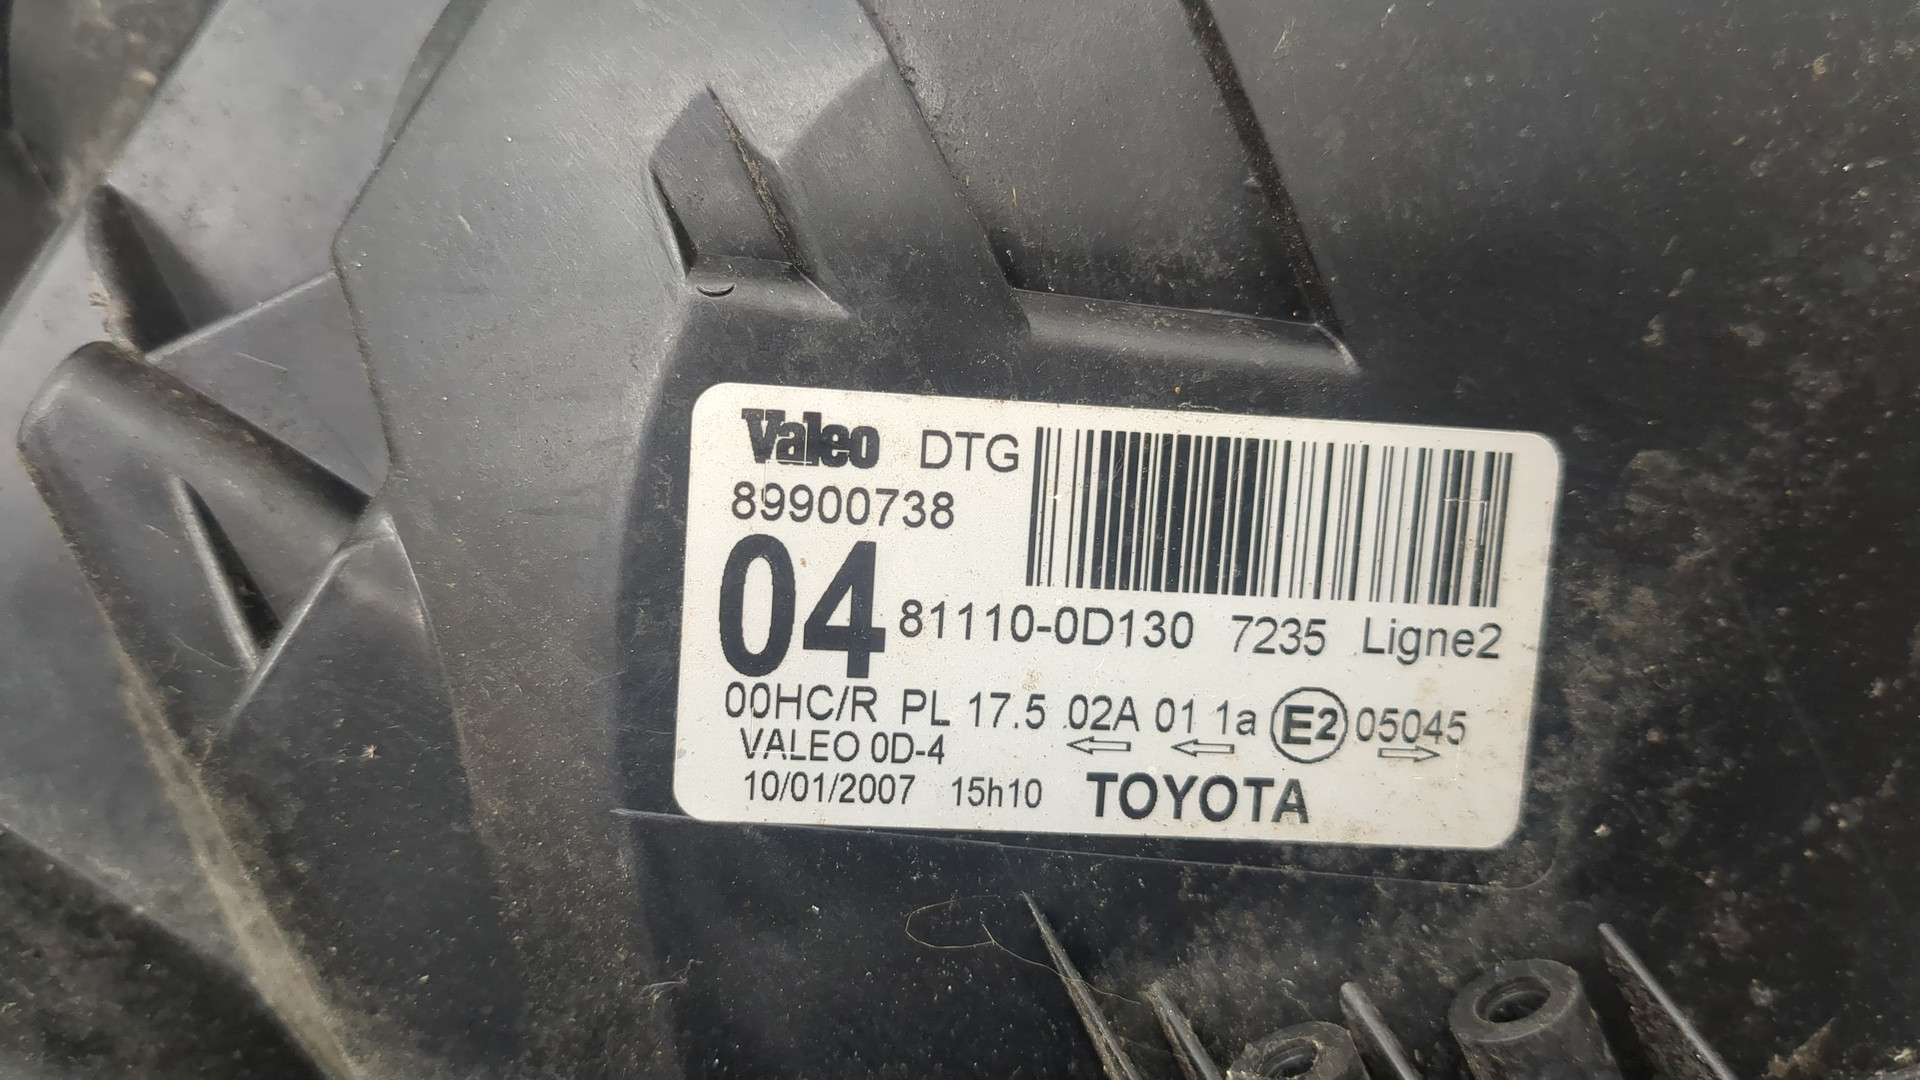 Valeo DTG
89900738
04 81110-0D130 7235 Ligne2
00HC/R PL 17.5 02A 01 1a E2 05045
VALEO 0D-4
10/01/2007 15h10 TOYOTA